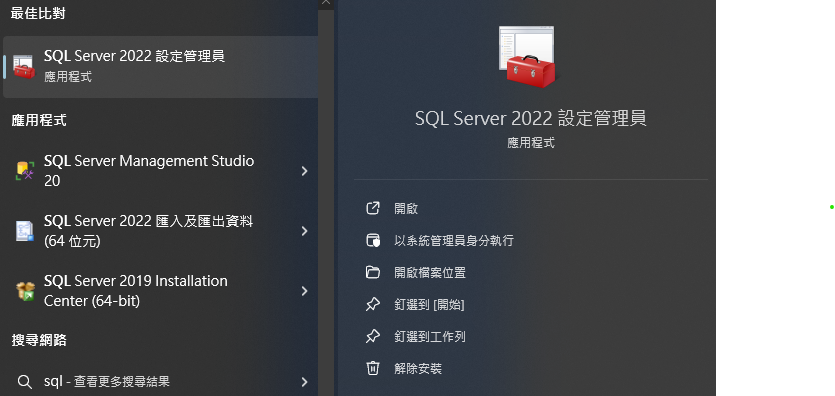 最佳比對
SQL Server 2022 設定管理員
應用程式
應用程式
SQL Server Management Studio
20
SQL Server 2022 匯入及匯出資料
(64 位元)
SQL Server 2019 Installation
Center (64-bit)
搜尋網路
sql - 查看更多搜尋結果
SQL Server 2022 設定管理員
應用程式
開啟
以系統管理員身分執行
開啟檔案位置
釘選到 [開始]
釘選到工作列
解除安裝